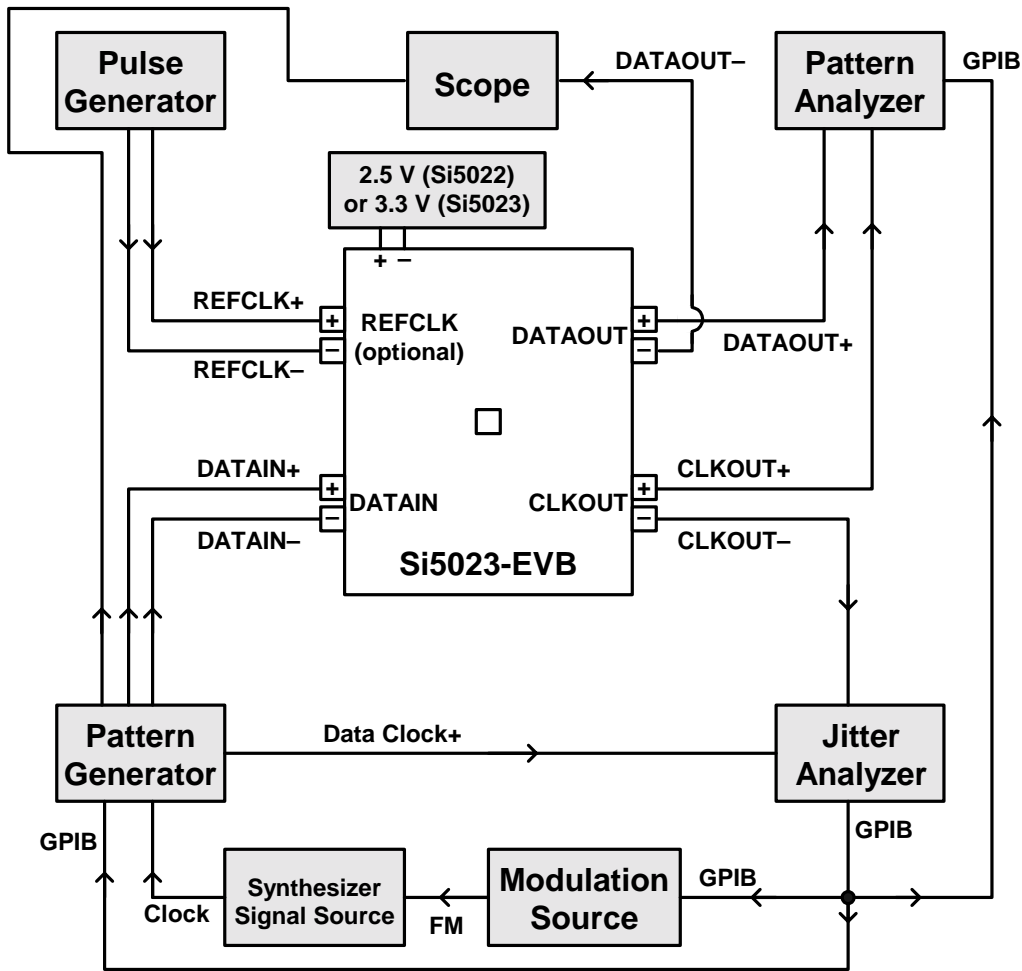 Pulse
Generator
Scope
DATAOUT–
Pattern
Analyzer
GPIB
2.5 V (Si5022)
or 3.3 V (Si5023)
+ –
REFCLK+
+
REFCLK
(optional)
–
REFCLK–
DATAOUT
+
–
DATAOUT+
DATAIN+
+
DATAIN
–
DATAIN–
CLKOUT
+
–
CLKOUT+
CLKOUT–
Si5023-EVB
Pattern
Generator
Data Clock+
Jitter
Analyzer
GPIB
GPIB
Clock
Synthesizer
Signal Source
FM
Modulation
Source
GPIB